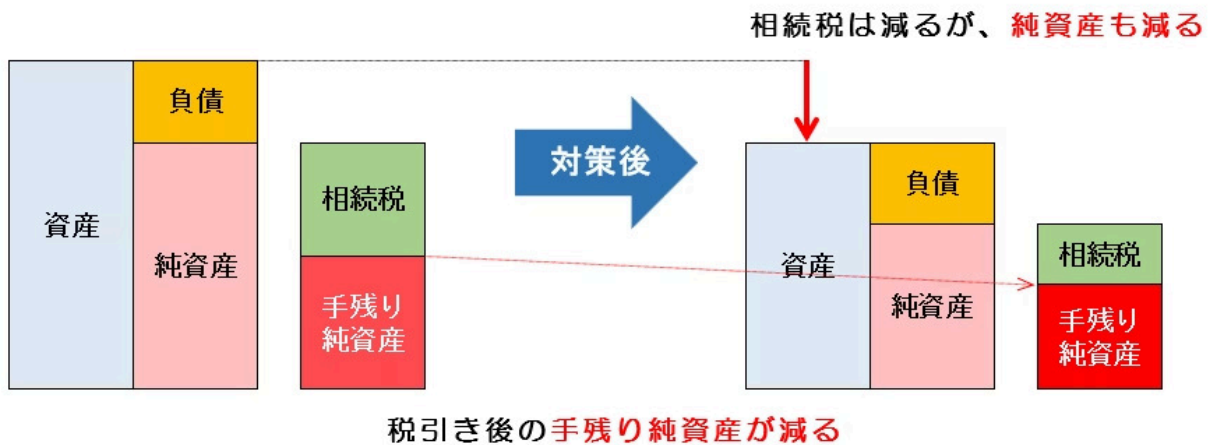 相続税は減るが、純資産も減る
負債
資産
純資産
相続税
手残り
純資産
対策後
資産
負債
純資産
相続税
手残り
純資産
税引き後の手残り純資産が減る